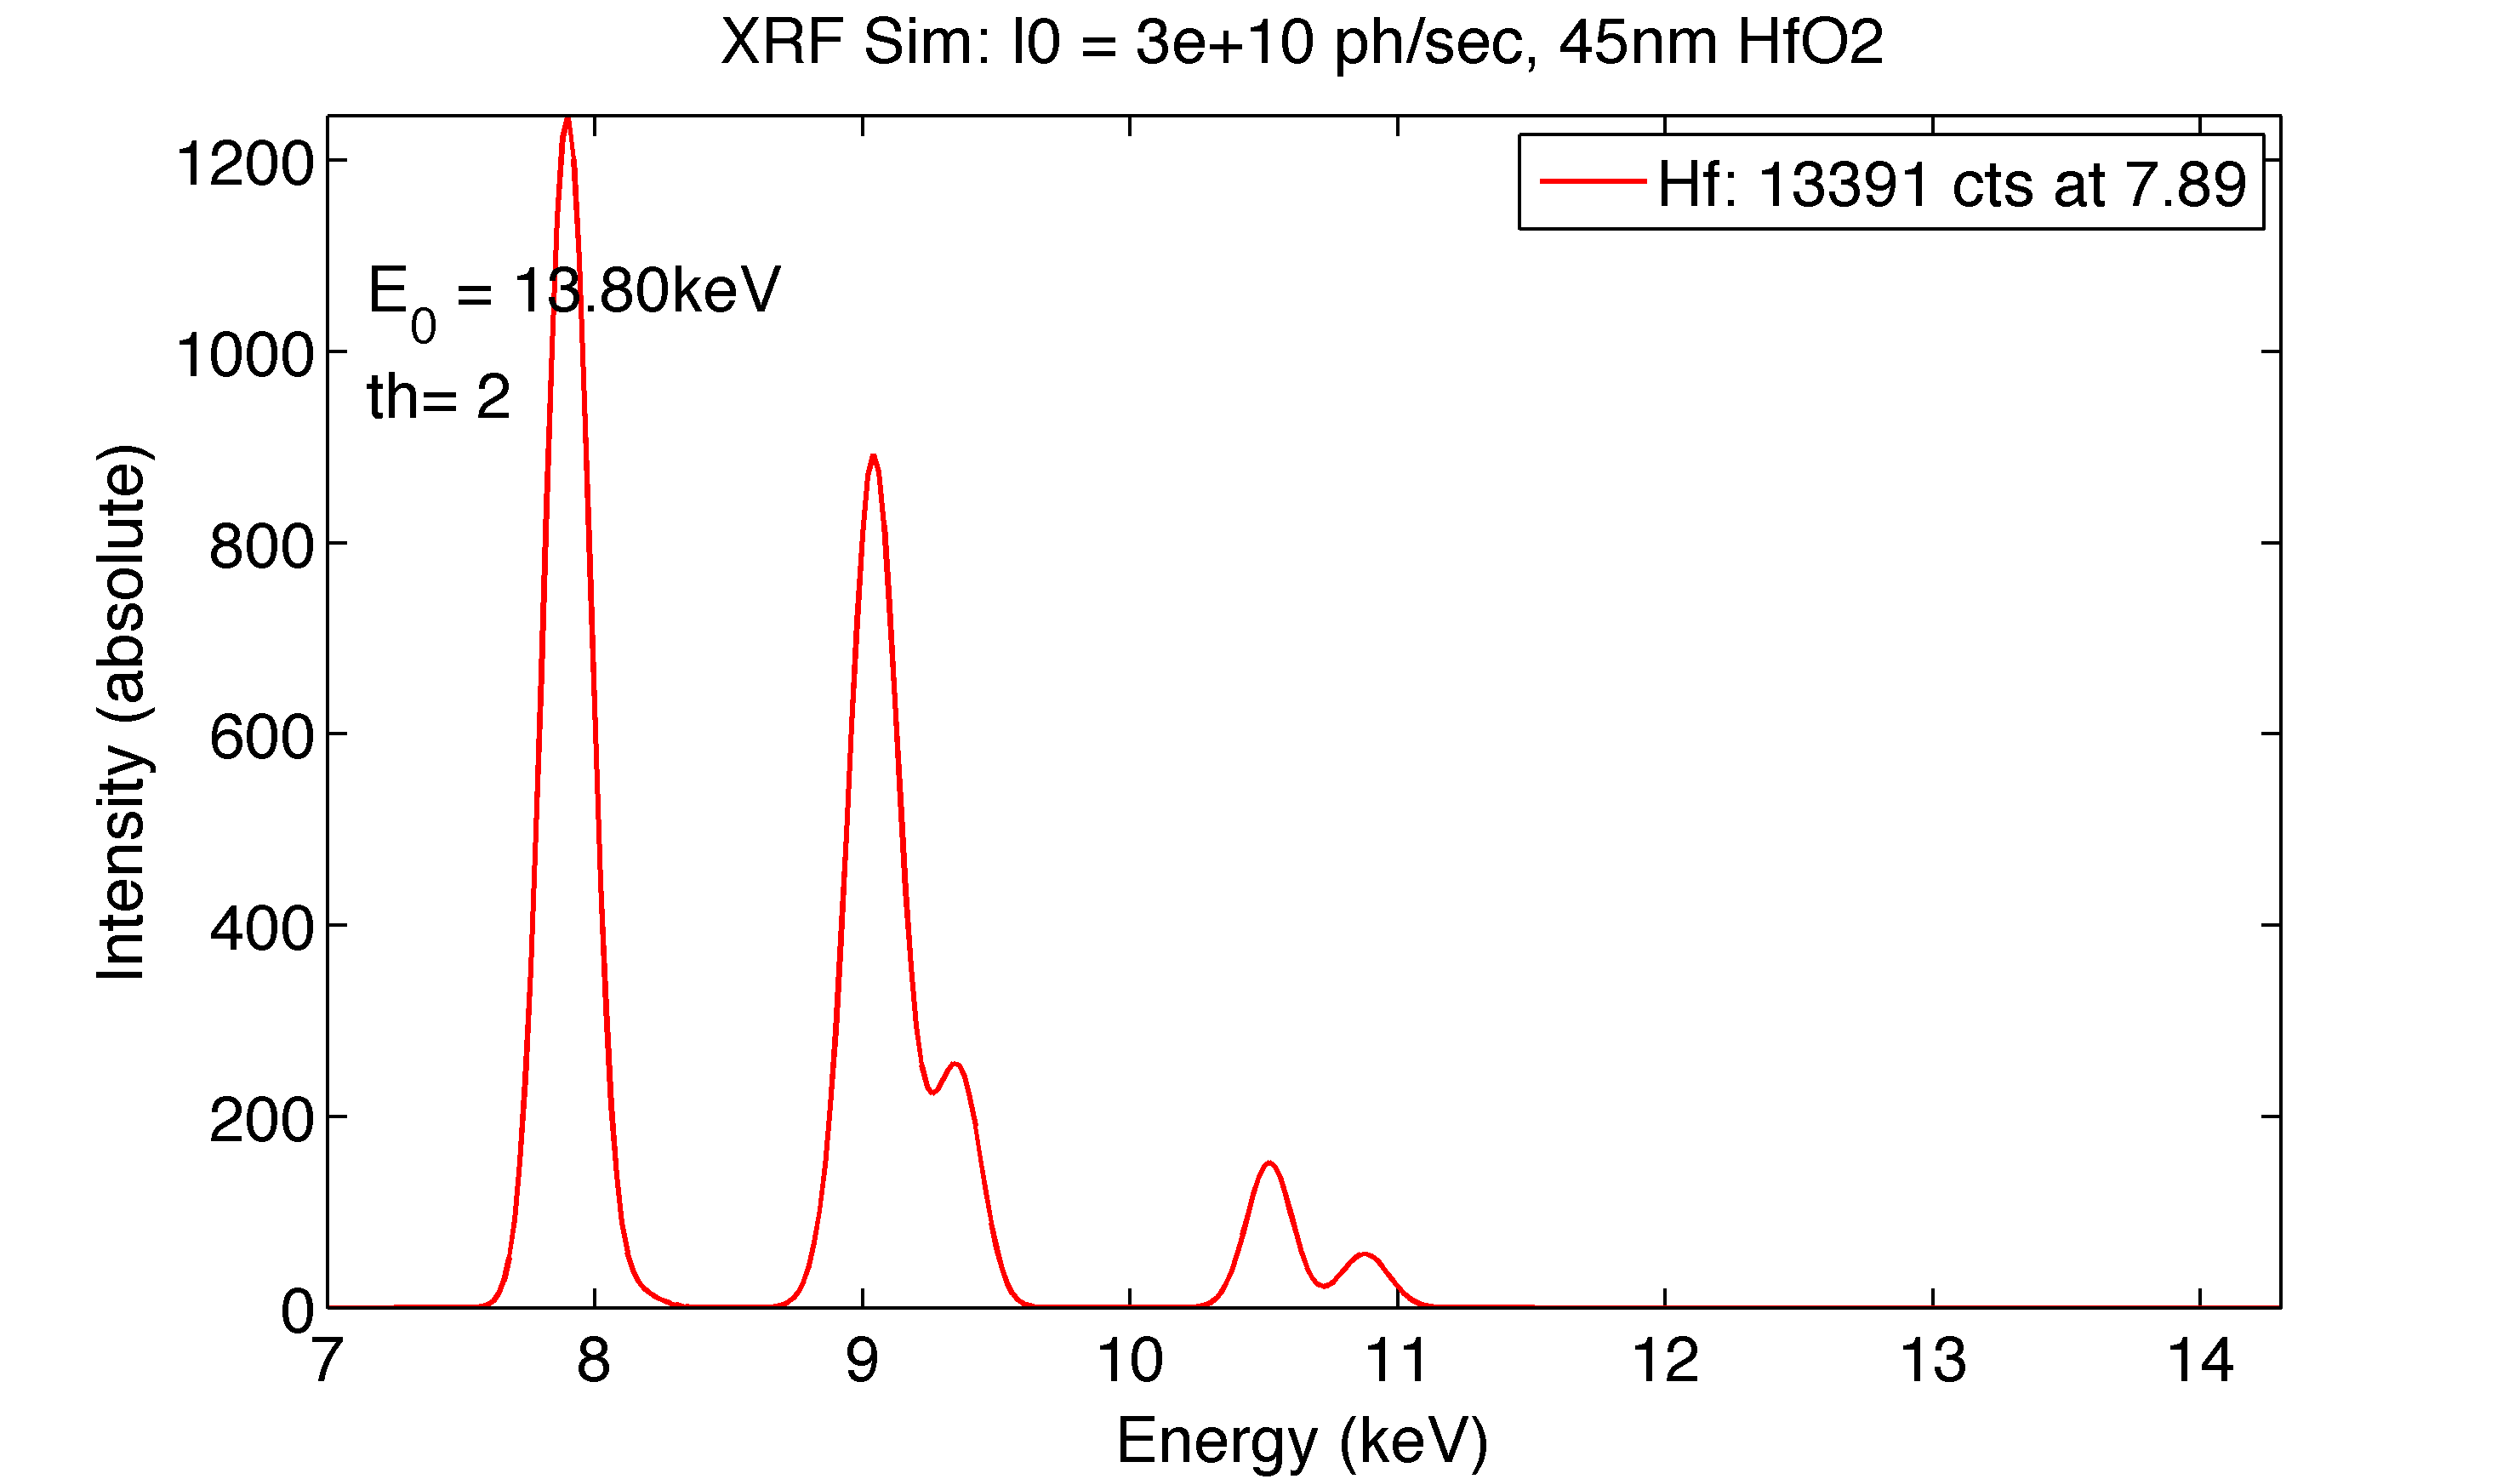 XRF Sim: I0 = 3e+10 ph/sec, 45nm HfO2
Hf: 13391 cts at 7.89
E0 = 13.80keV
th= 2
Intensity (absolute)
1200
1000
800
600
400
200
0
7 8 9 10 11 12 13 14
Energy (keV)